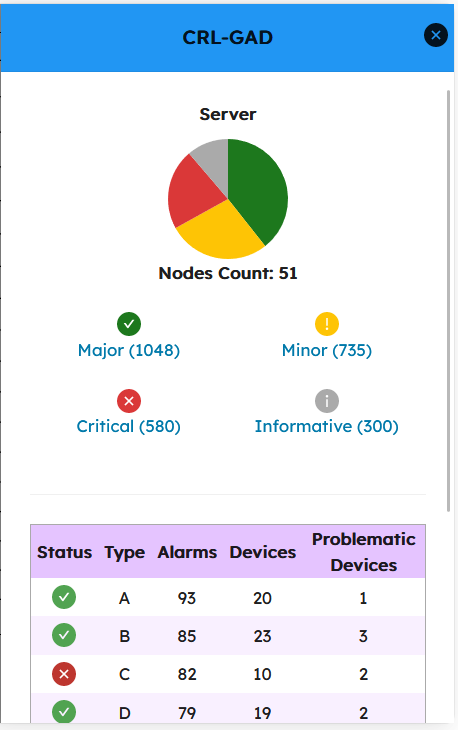 CRL-GAD
Server
Nodes Count: 51
Major (1048) Minor (735)
Critical (580) Informative (300)
Status Type Alarms Devices Problematic Devices
A 93 20 1
B 85 23 3
C 82 10 2
D 79 19 2